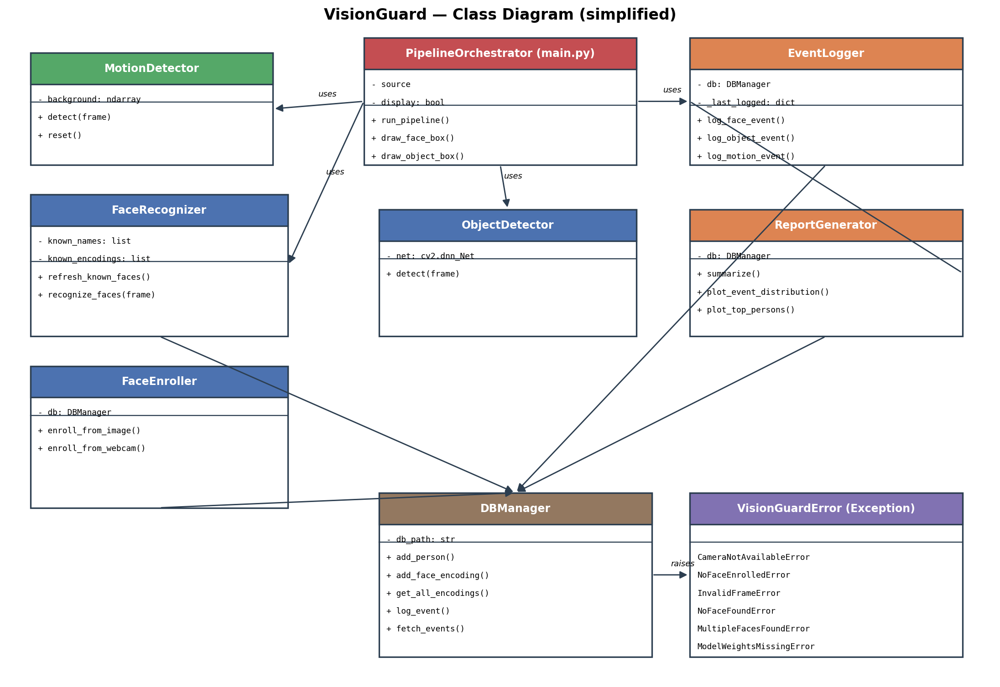 VisionGuard — Class Diagram (simplified)
MotionDetector
- background: ndarray
+ detect(frame)
+ reset()
uses
PipelineOrchestrator (main.py)
- source
- display: bool
+ run_pipeline()
+ draw_face_box()
+ draw_object_box()
uses
EventLogger
- db: DBManager
- _last_logged: dict
+ log_face_event()
+ log_object_event()
+ log_motion_event()
uses
uses
FaceRecognizer
- known_names: list
- known_encodings: list
+ refresh_known_faces()
+ recognize_faces(frame)
ObjectDetector
- net: cv2.dnn_Net
+ detect(frame)
ReportGenerator
- db: DBManager
+ summarize()
+ plot_event_distribution()
+ plot_top_persons()
FaceEnroller
- db: DBManager
+ enroll_from_image()
+ enroll_from_webcam()
DBManager
- db_path: str
+ add_person()
+ add_face_encoding()
+ get_all_encodings()
+ log_event()
+ fetch_events()
raises
VisionGuardError (Exception)
CameraNotAvailableError
NoFaceEnrolledError
InvalidFrameError
NoFaceFoundError
MultipleFacesFoundError
ModelWeightsMissingError